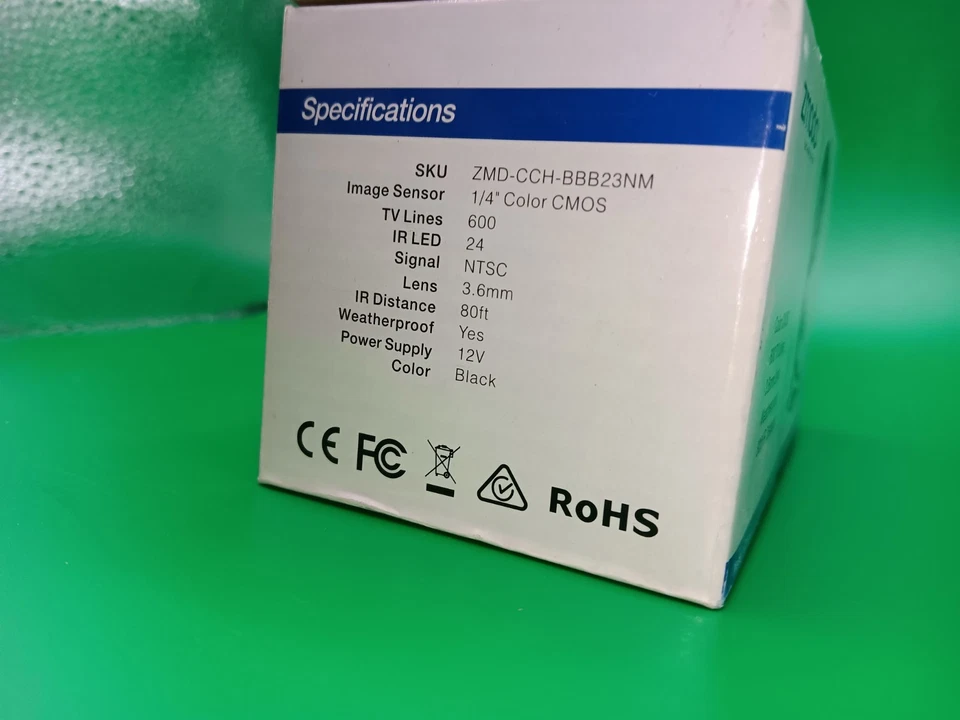 Specifications
SKU ZMD-CCH-BBB23NM
Image Sensor 1/4" Color CMOS
TV Lines 600
IR LED 24
Signal NTSC
Lens 3.6mm
IR Distance 80ft
Weatherproof Yes
Power Supply 12V
Color Black
CE FC RoHS